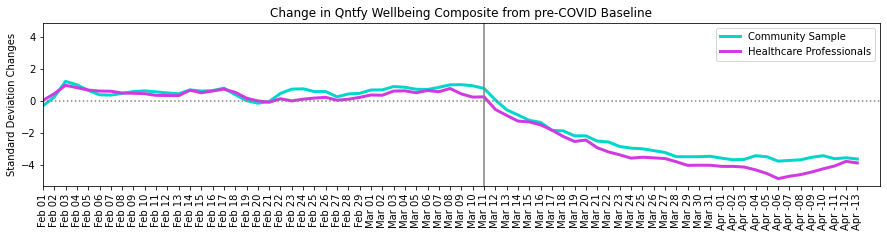 Change in Qntfy Wellbeing Composite from pre-COVID Baseline
Standard Deviation Changes
4
2
0
−2
−4
Community Sample
Healthcare Professionals
Feb 01
Feb 02
Feb 03
Feb 04
Feb 05
Feb 06
Feb 07
Feb 08
Feb 09
Feb 10
Feb 11
Feb 12
Feb 13
Feb 14
Feb 15
Feb 16
Feb 17
Feb 18
Feb 19
Feb 20
Feb 21
Feb 22
Feb 23
Feb 24
Feb 25
Feb 26
Feb 27
Feb 28
Feb 29
Mar 01
Mar 02
Mar 03
Mar 04
Mar 05
Mar 06
Mar 07
Mar 08
Mar 09
Mar 10
Mar 11
Mar 12
Mar 13
Mar 14
Mar 15
Mar 16
Mar 17
Mar 18
Mar 19
Mar 20
Mar 21
Mar 22
Mar 23
Mar 24
Mar 25
Mar 26
Mar 27
Mar 28
Mar 29
Mar 30
Mar 31
Apr -01
Apr -02
Apr -03
Apr -04
Apr -05
Apr -06
Apr -07
Apr -08
Apr -09
Apr -10
Apr -11
Apr -12
Apr -13